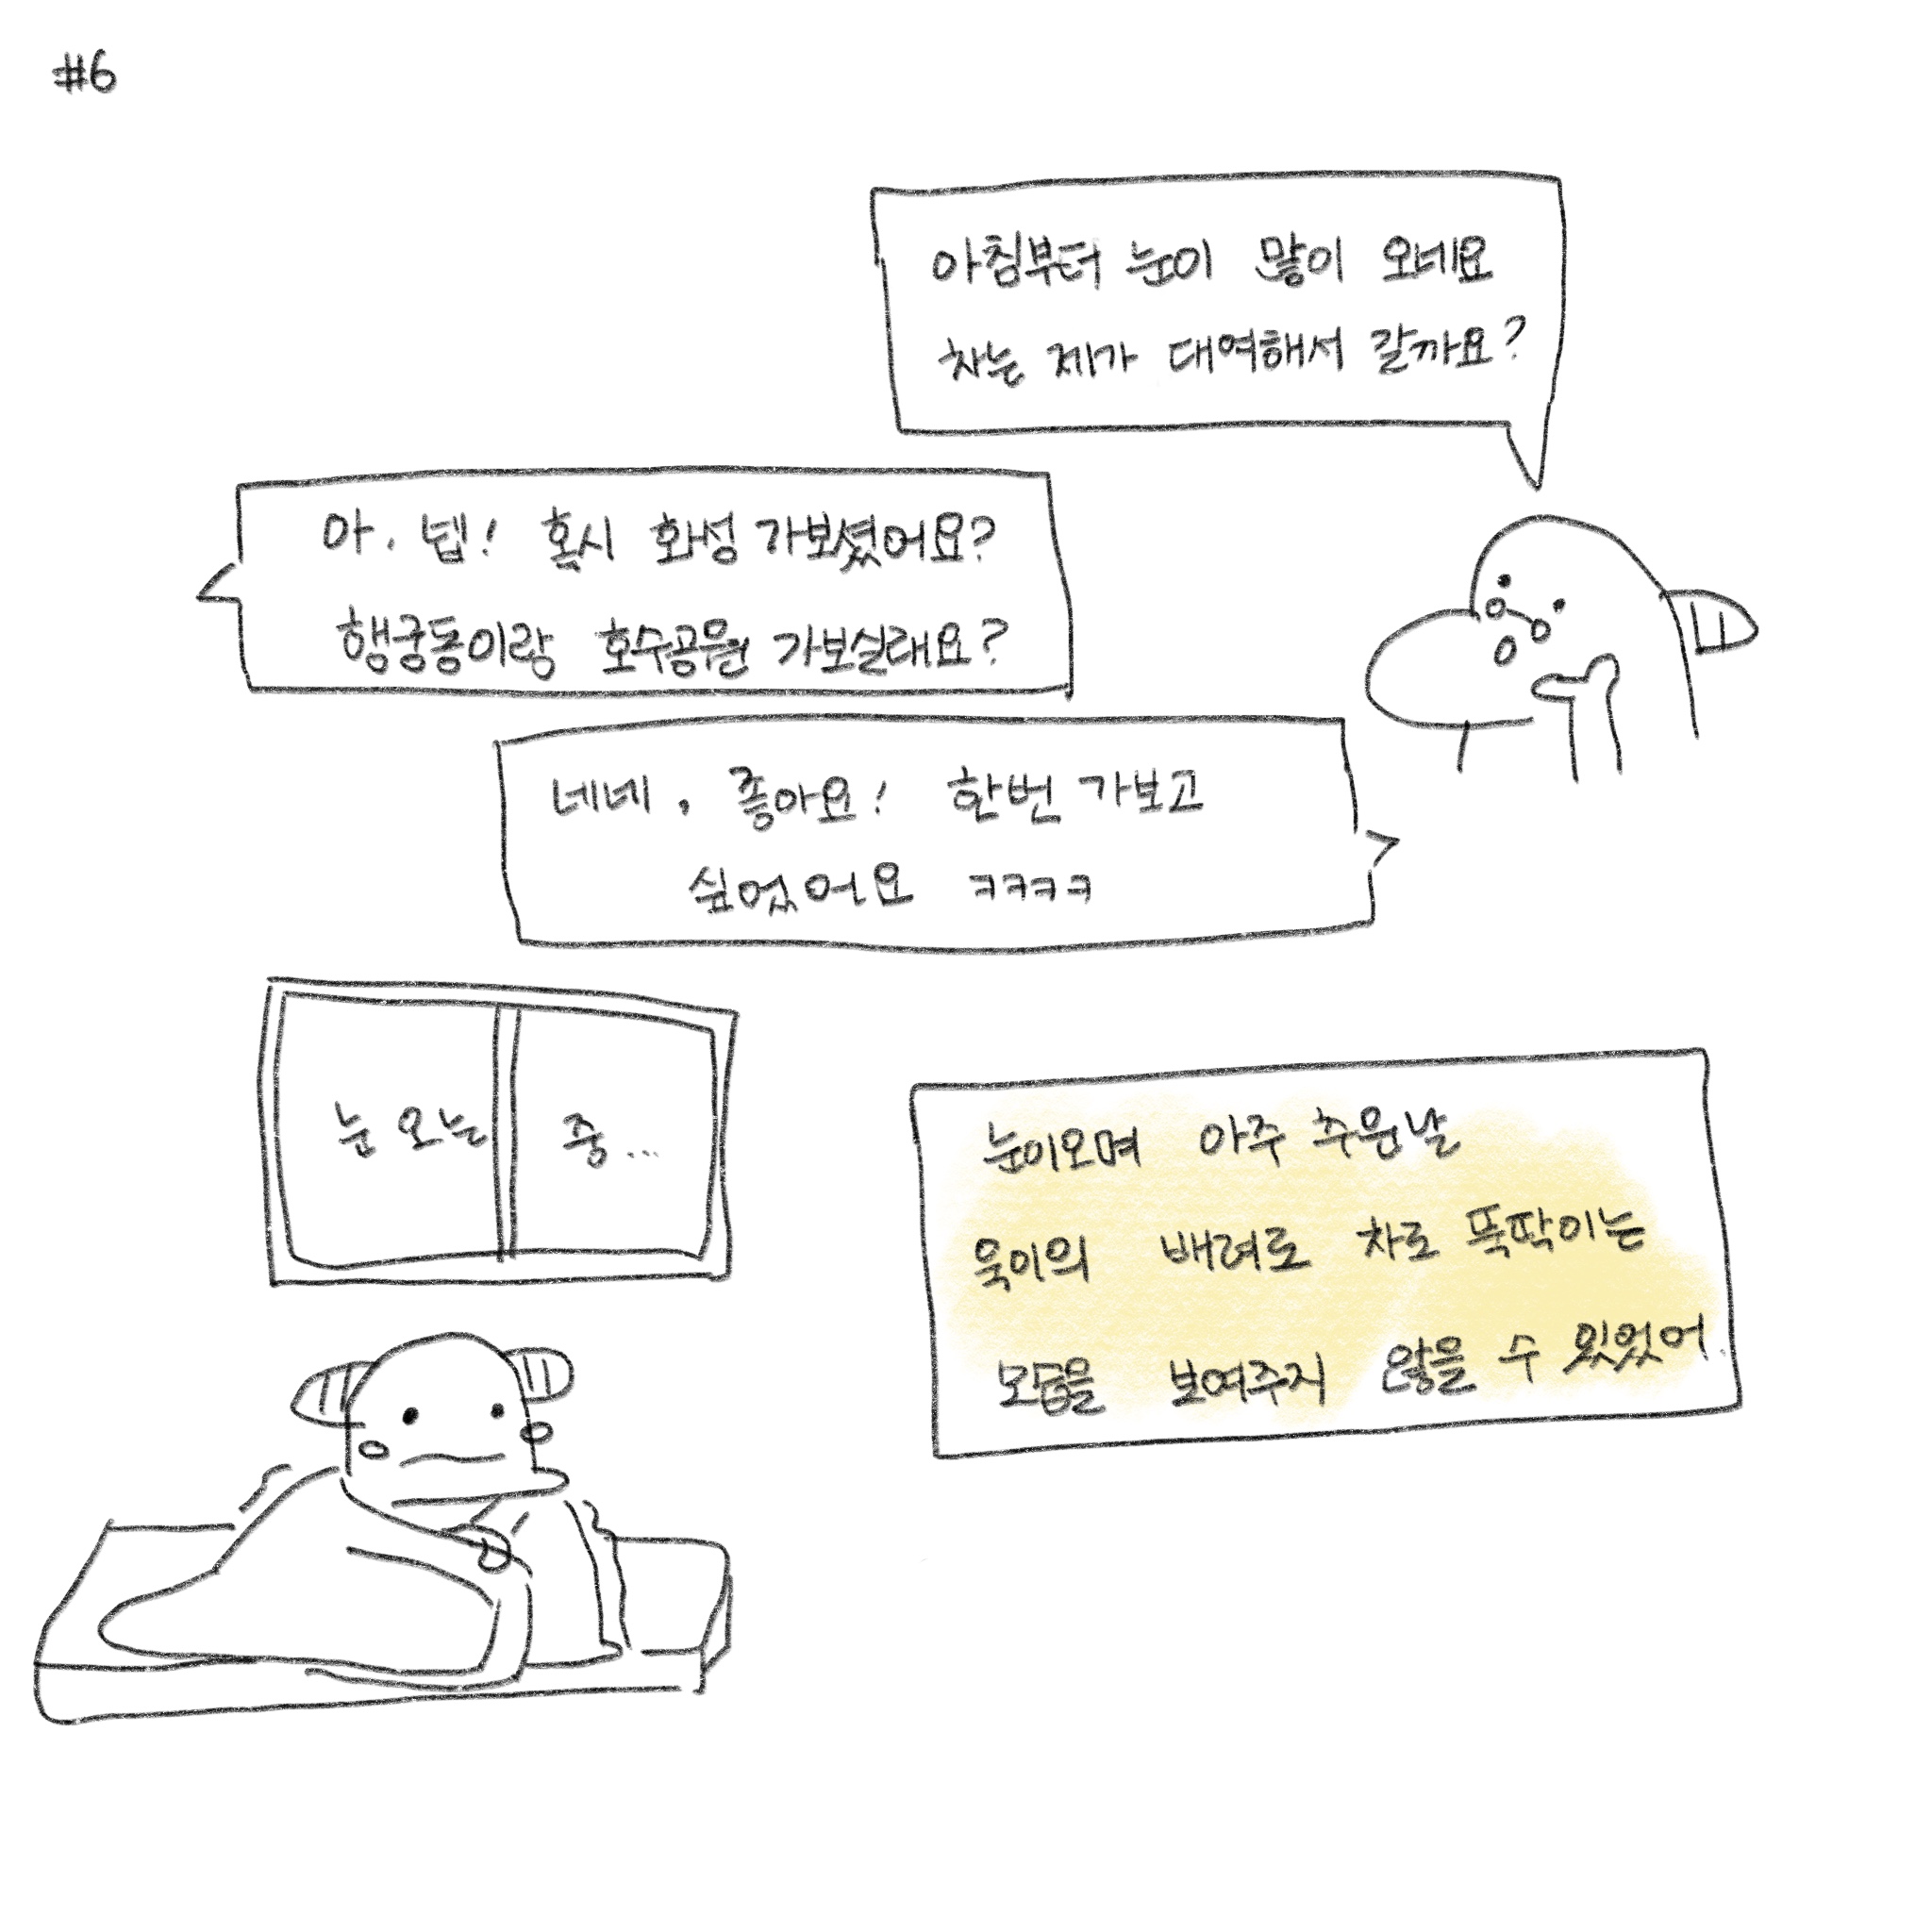 #6
아침부터 눈이 많이 오네요
차는 제가 대여해서 갈까요?
아. 넵! 혹시 화성 가보셨어요?
행궁동이랑 호수공원 가보실래요?
네네, 좋아요! 한번 가보고
싶었어요 ㅋㅋㅋㅋ
눈 오는 중...
눈이오며 아주 추운날
욱이의 배려로 차로 뚝딱이는
모습을 보여주지 않을 수 있었어.